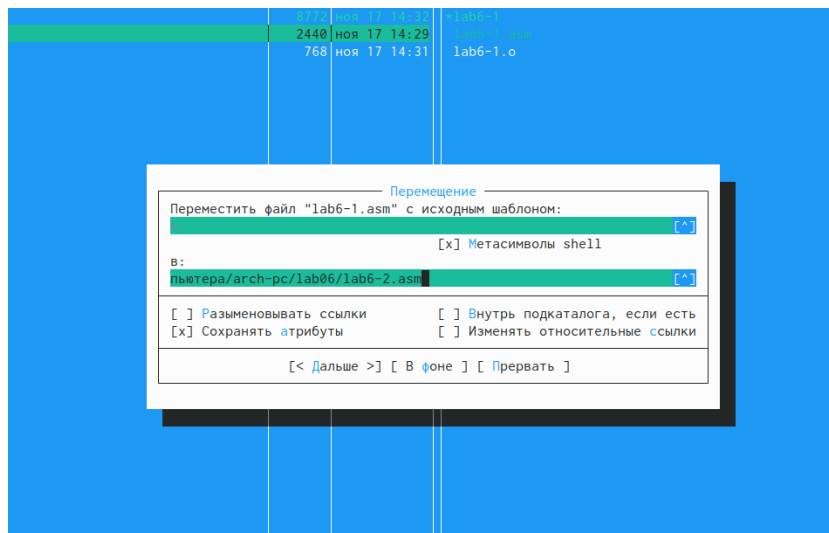 8772 ноя 17 14:32 *lab6-1
2440 ноя 17 14:29 lab6-1.asm
768 ноя 17 14:31 lab6-1.o
Перемещение
Переместить файл "lab6-1.asm" с исходным шаблоном:
[^]
[x] Метасимволы shell
в:
пьютера/arch-pc/lab06/lab6-2.asm [^]
[ ] Разыменовывать ссылки [ ] Внутрь подкаталога, если есть
[x] Сохранять атрибуты [ ] Изменять относительные ссылки
[< Дальше >] [ В фоне ] [ Прервать ]